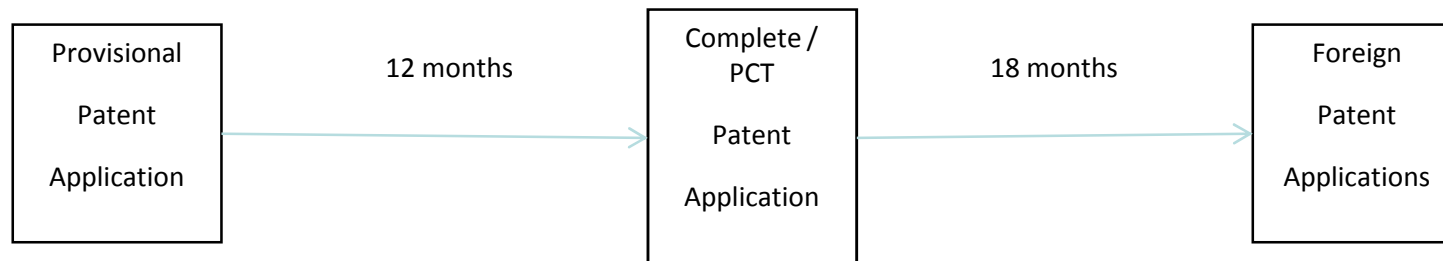 Provisional
Patent
Application
12 months
Complete /
PCT
Patent
Application
18 months
Foreign
Patent
Applications